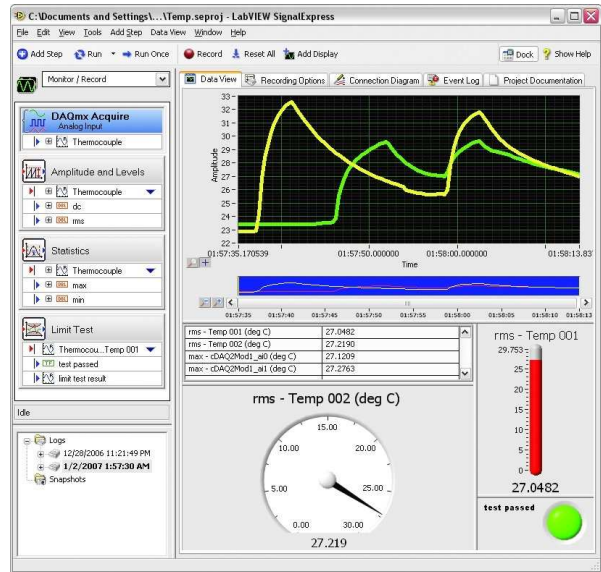 C:\Documents and Settings\...\Temp.seproj - LabVIEW SignalExpress
File Edit View Tools Add Step Data View Window Help
Add Step Run Run Once Record Reset All Add Display Dock Show Help
Monitor / Record
Data View Recording Options Connection Diagram Event Log Project Documentation
DAQmx Acquire
Analog Input
Thermocouple
Amplitude and Levels
Thermocouple
dc
rms
Statistics
Thermocouple
max
min
Limit Test
Thermocou...Temp 001
test passed
limit test result
Idle
Logs
12/28/2006 11:21:49 PM
1/2/2007 1:57:30 AM
Snapshots
33
32
31
30
29
28
27
26
25
24
23
22
Amplitude
01:57:35.170539 01:57:50.000000 01:58:00.000000 01:58:13.83
Time
01:57:35 01:57:40 01:57:45 01:57:50 01:57:55 01:58:00 01:58:05 01:58:10 01:58:13
rms - Temp 001 (deg C) 27.0482
rms - Temp 002 (deg C) 27.2190
max - cDAQ2Mod1_ai0 (deg C) 27.1209
max - cDAQ2Mod1_ai1 (deg C) 27.2763
rms - Temp 002 (deg C)
15.00
10.00 20.00
5.00 25.00
0.00 30.00
27.219
rms - Temp 001
29.753
25
20
15
10
5
0
27.0482
test passed